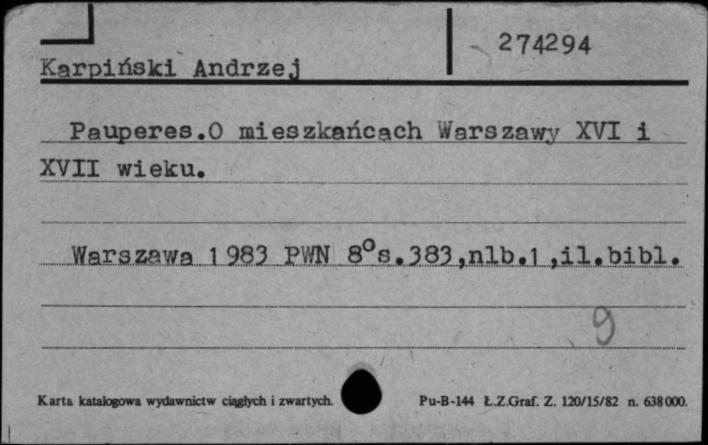 274294
Karpiński Andrzej
Pauperes.O mieszkańcach Warszawy XVI i
XVII wieku.
Warszawa 1983 PWN 8°s.383,nlb.1,il.bibl.
9
Karta katalogowa wydawnictw ciągłych i zwartych.
Pu-B-144 Ł.Z.Graf. Z. 120/15/82 n. 638000.